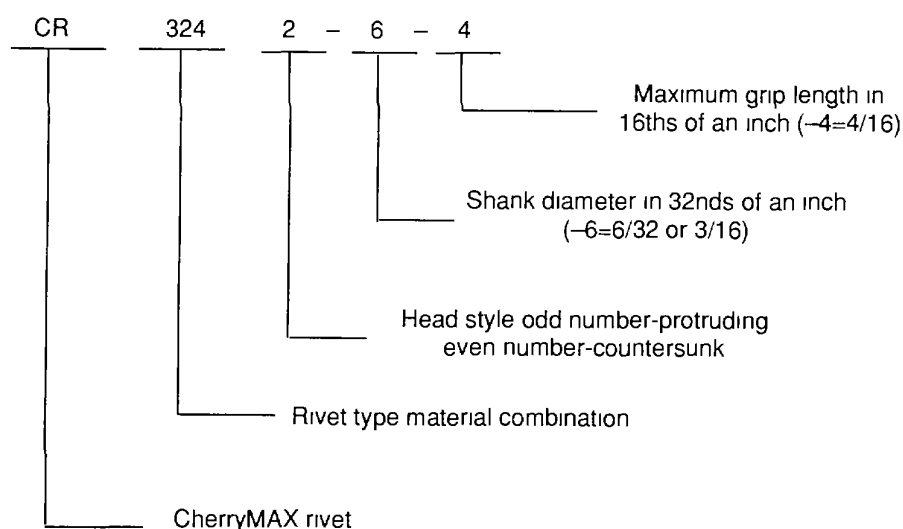 CR 324 2 - 6 - 4
Maximum grip length in
16ths of an inch (–4=4/16)
Shank diameter in 32nds of an inch
(–6=6/32 or 3/16)
Head style odd number-protruding
even number-countersunk
Rivet type material combination
CherryMAX rivet